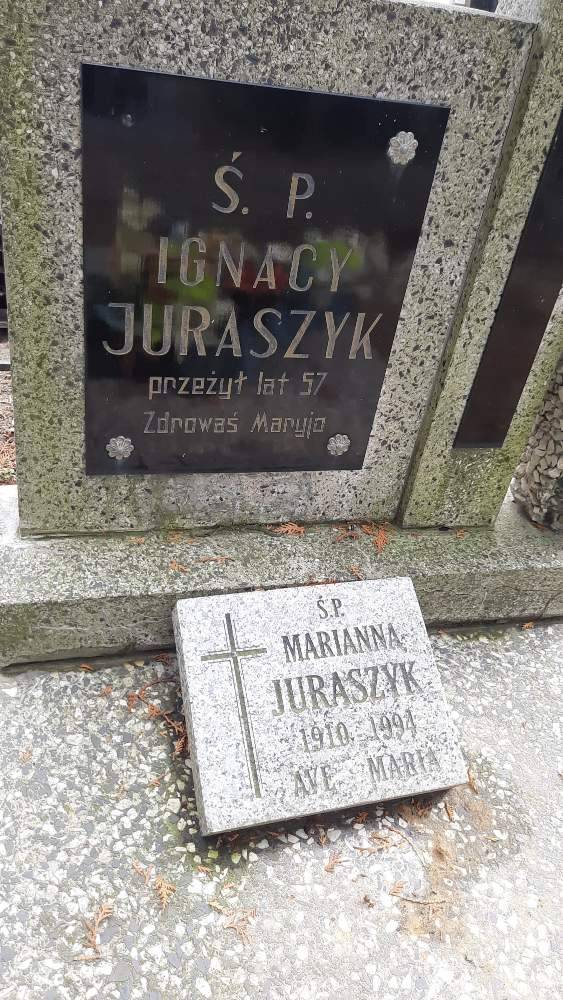 Ś. P.
IGNACY
JURASZYK
przeżył lat 57
Zdrowaś Maryjo
Ś.P.
MARIANNA
JURASZYK
1910. 1994
AVE MARIA